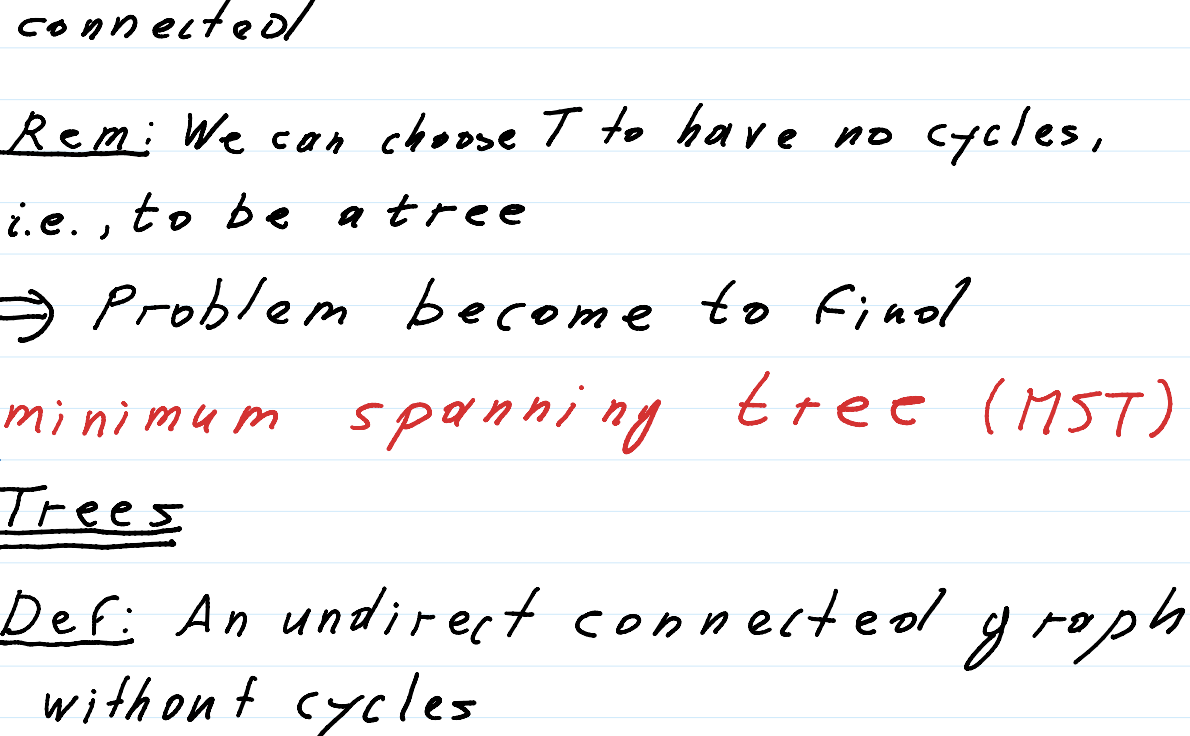 connected
Rem: We can choose T to have no cycles,
i.e., to be a tree
⇒ Problem become to find
minimum spanning tree (MST)
Trees
Def: An undirect connected graph
without cycles